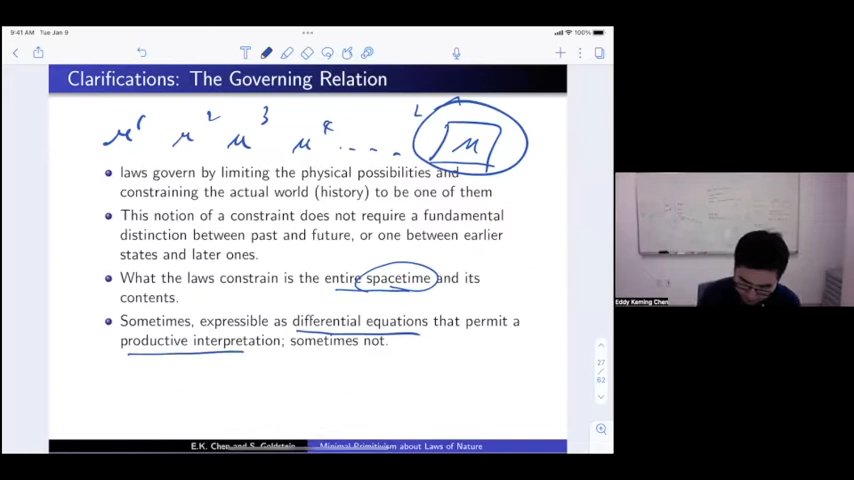 9:41 AM Tue Jan 9
100%
Clarifications: The Governing Relation
laws govern by limiting the physical possibilities and
constraining the actual world (history) to be one of them
This notion of a constraint does not require a fundamental
distinction between past and future, or one between earlier
states and later ones.
What the laws constrain is the entire spacetime and its
contents.
Sometimes, expressible as differential equations that permit a
productive interpretation; sometimes not.
27
/
62
E.K. Chen and S. Goldstein
Minimal Primitivism about Laws of Nature
Eddy Keming Chen